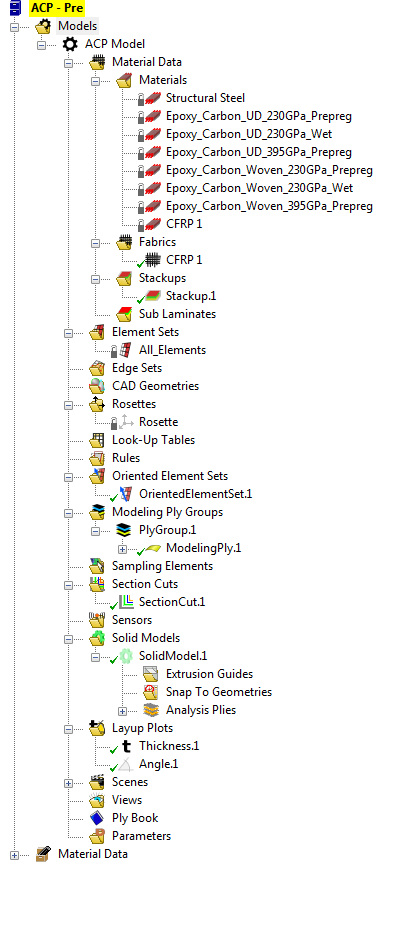 ACP - Pre
Models
ACP Model
Material Data
Materials
Structural Steel
Epoxy_Carbon_UD_230GPa_Prepreg
Epoxy_Carbon_UD_230GPa_Wet
Epoxy_Carbon_UD_395GPa_Prepreg
Epoxy_Carbon_Woven_230GPa_Prepreg
Epoxy_Carbon_Woven_230GPa_Wet
Epoxy_Carbon_Woven_395GPa_Prepreg
CFRP 1
Fabrics
CFRP 1
Stackups
Stackup.1
Sub Laminates
Element Sets
All_Elements
Edge Sets
CAD Geometries
Rosettes
Rosette
Look-Up Tables
Rules
Oriented Element Sets
OrientedElementSet.1
Modeling Ply Groups
PlyGroup.1
ModelingPly.1
Sampling Elements
Section Cuts
SectionCut.1
Sensors
Solid Models
SolidModel.1
Extrusion Guides
Snap To Geometries
Analysis Plies
Layup Plots
Thickness.1
Angle.1
Scenes
Views
Ply Book
Parameters
Material Data